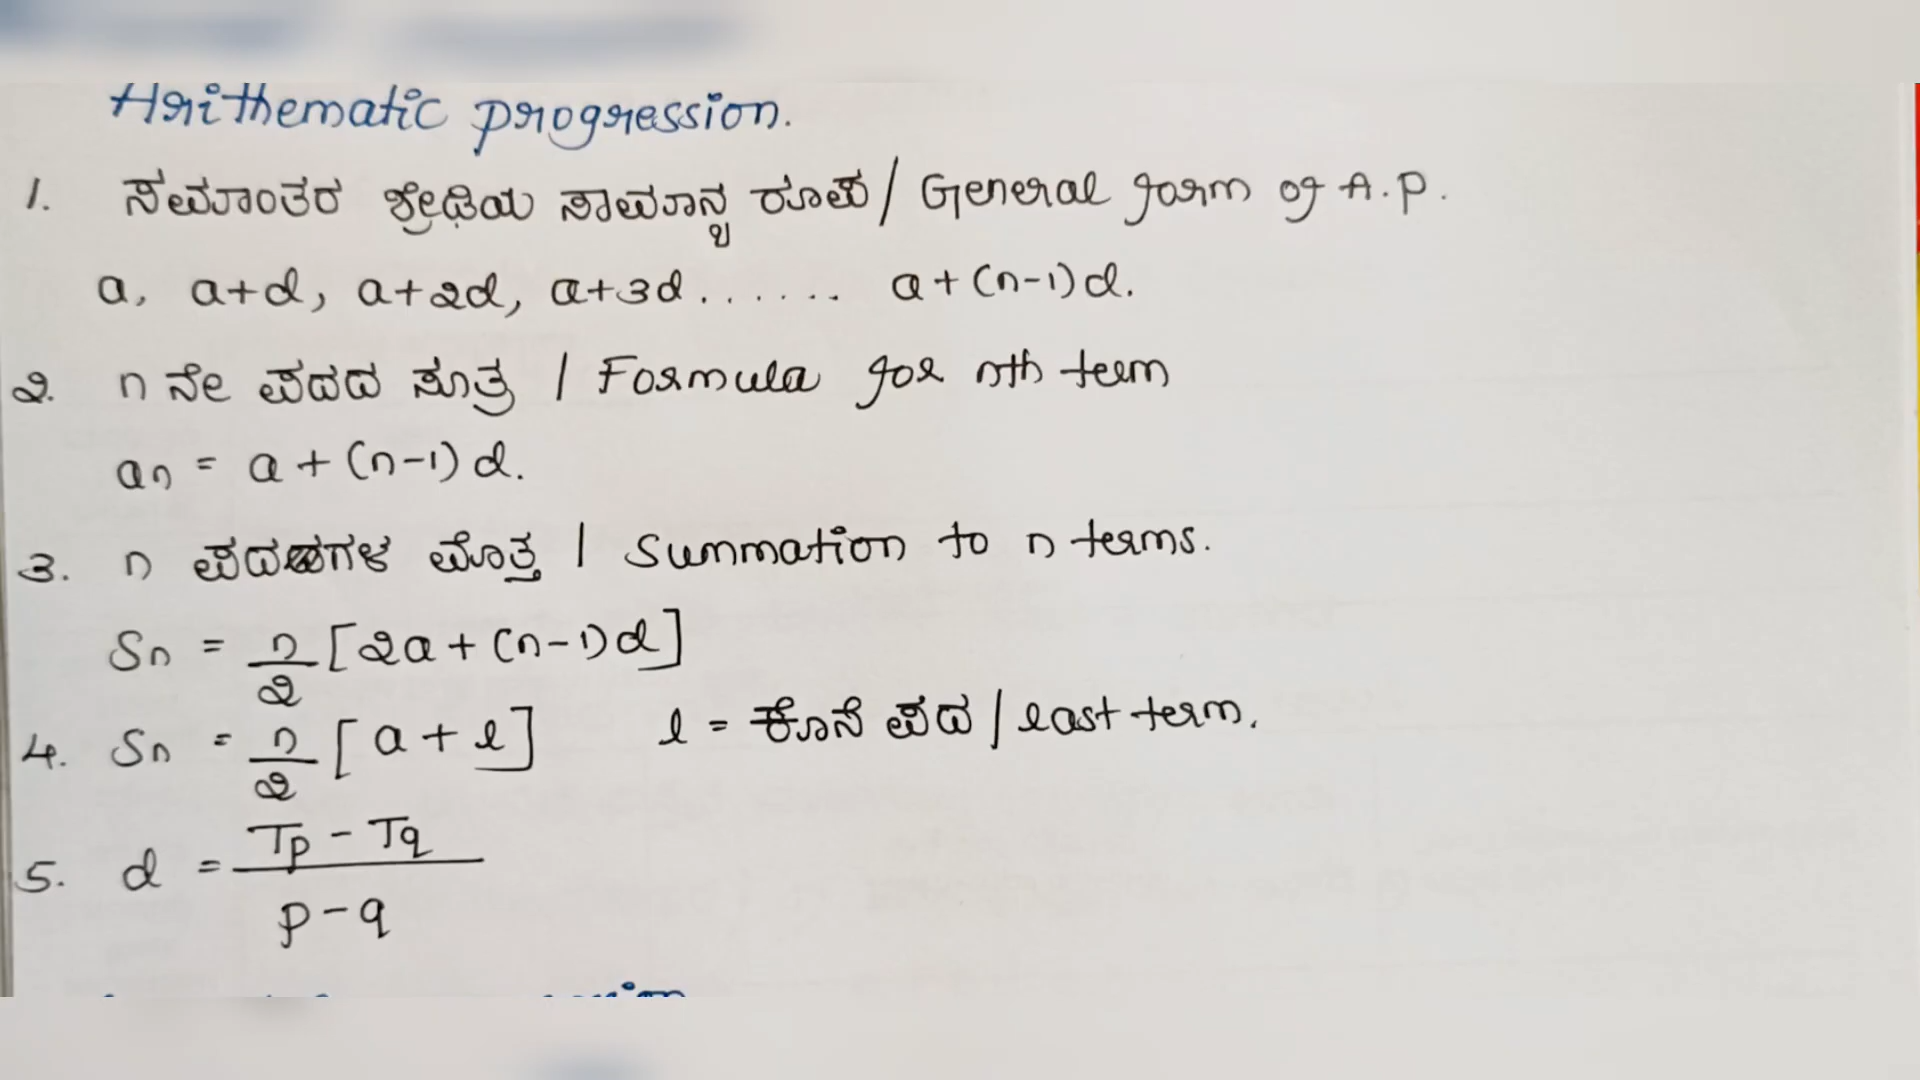 Arithematic progression.
1. ಸಮಾಂತರ ಶ್ರೇಢಿಯ ಸಾಮಾನ್ಯ ರೂಪ / General form of A.P.
a, a+d, a+2d, a+3d...... a+(n-1)d.
2. n ನೇ ಪದದ ಸೂತ್ರ / Formula for nth term
an = a+(n-1)d.
3. n ಪದಗಳ ಮೊತ್ತ / Summation to n terms.
Sn = n/2 [2a+(n-1)d]
4. Sn = n/2 [a+l] l = ಕೊನೆ ಪದ / last term.
5. d = Tp - Tq / p - q